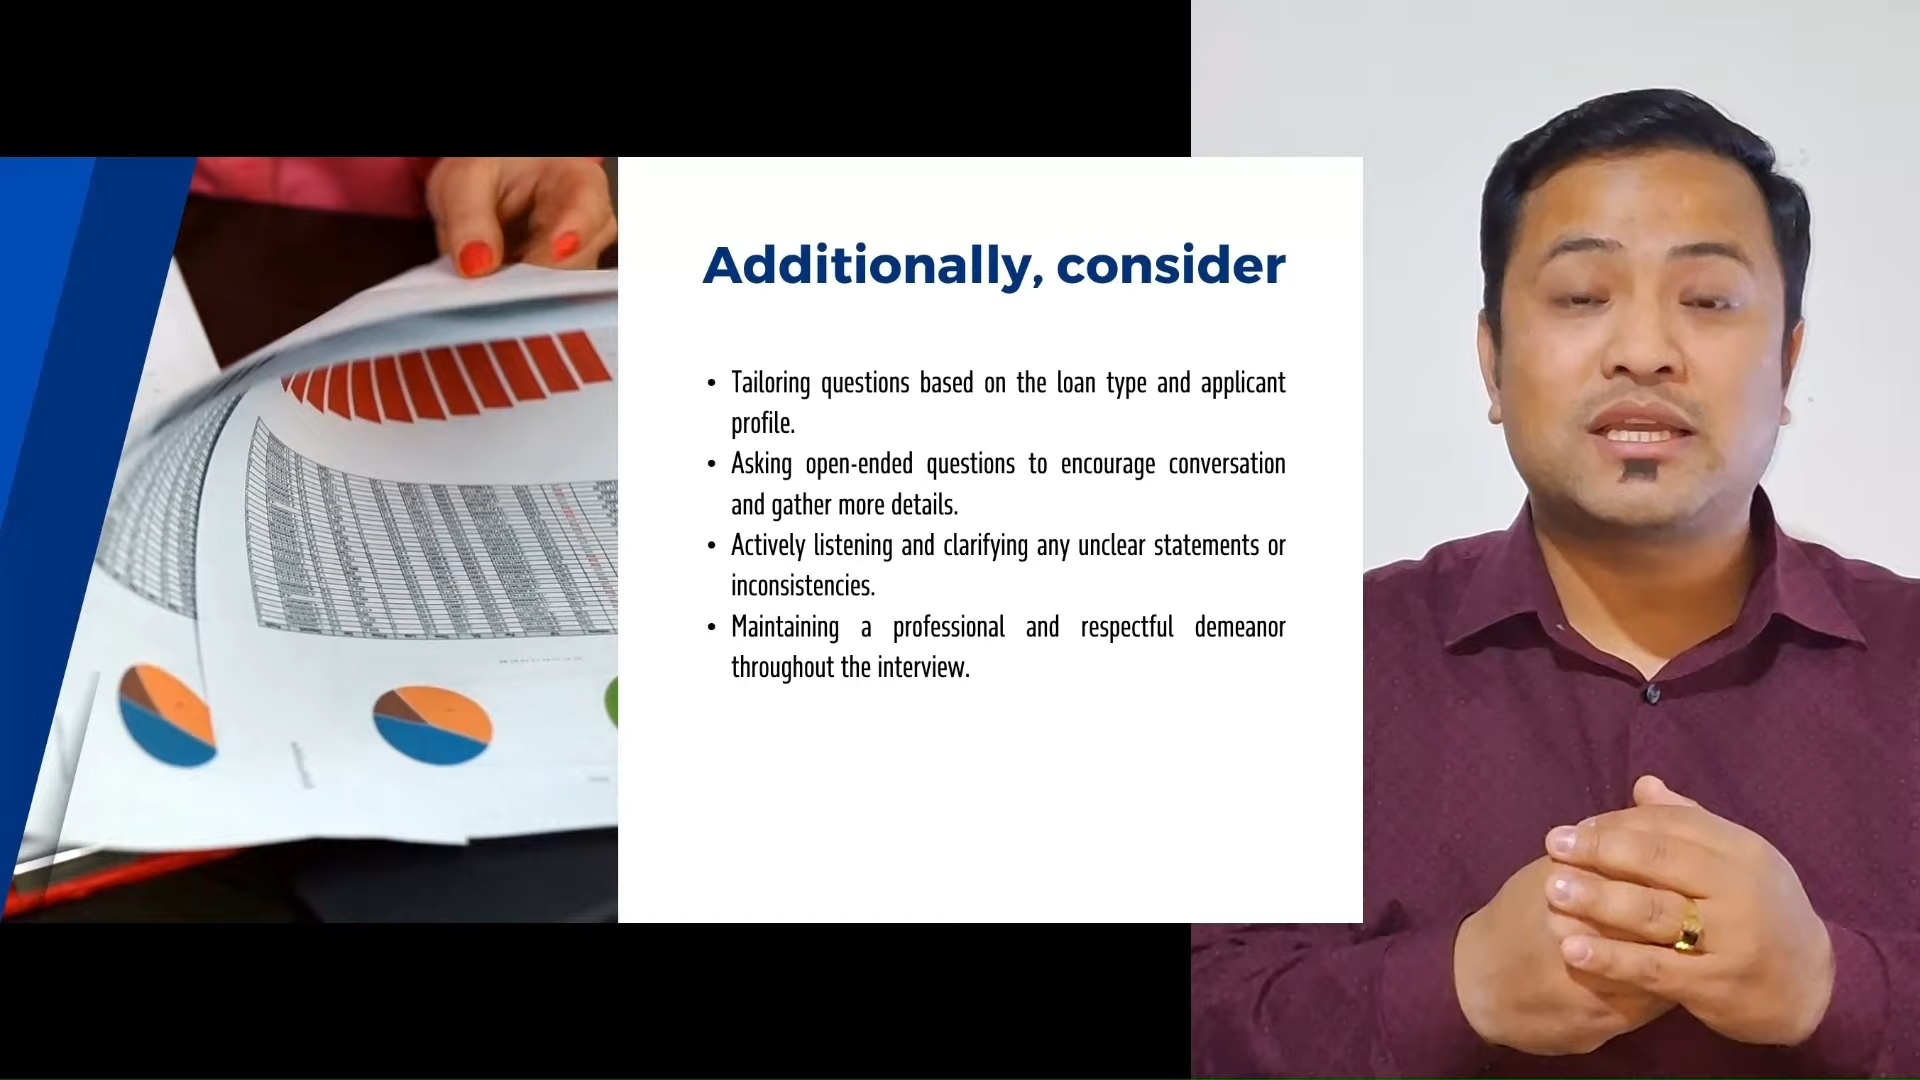 Additionally, consider
• Tailoring questions based on the loan type and applicant
profile.
• Asking open-ended questions to encourage conversation
and gather more details.
• Actively listening and clarifying any unclear statements or
inconsistencies.
• Maintaining a professional and respectful demeanor
throughout the interview.